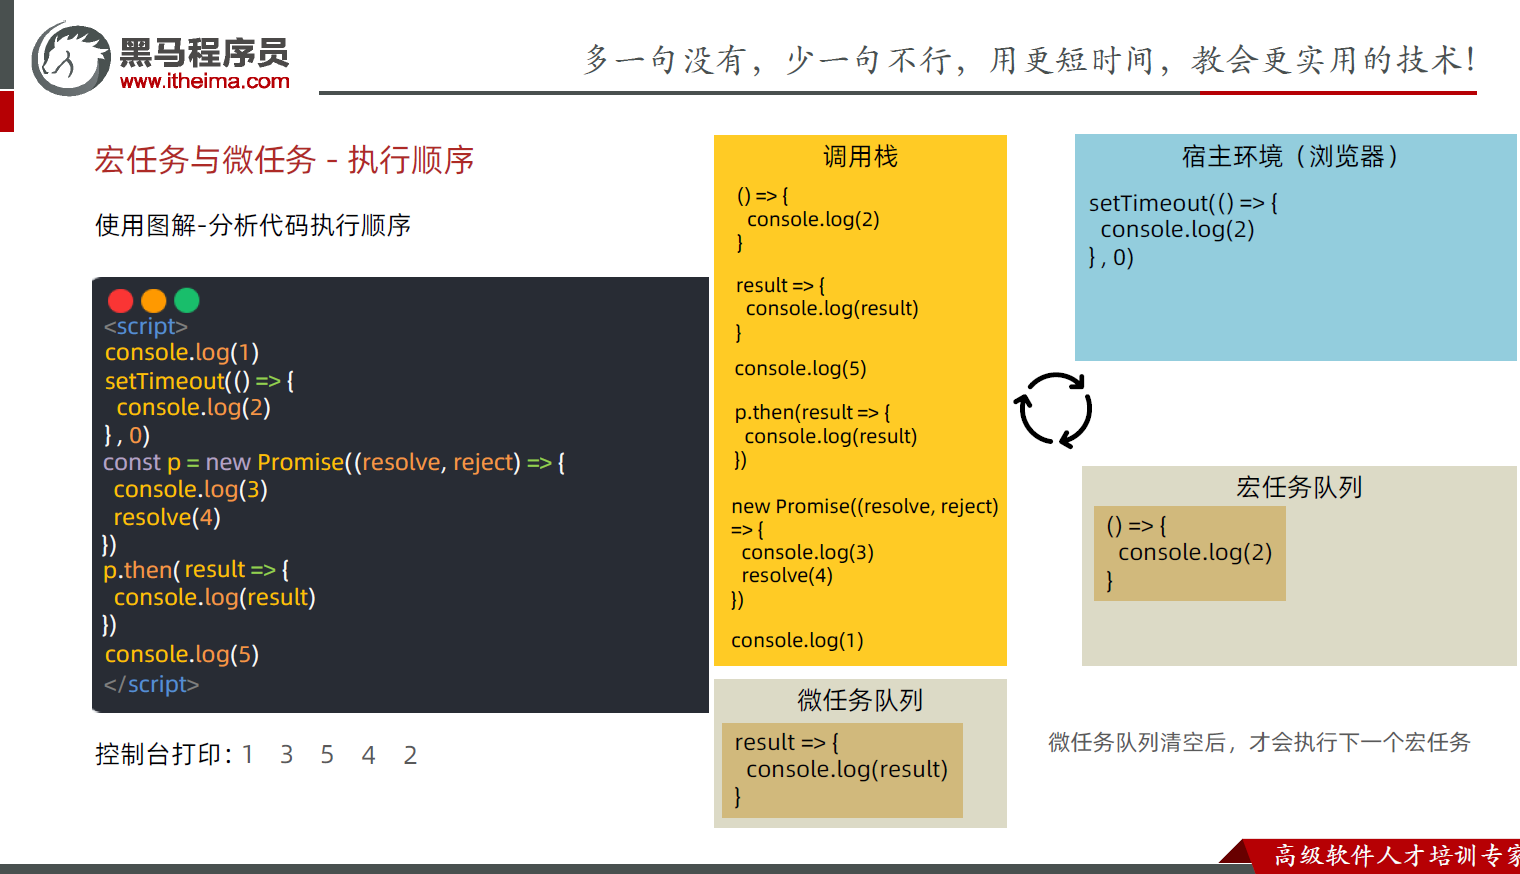 黑马程序员
www.itheima.com
多一句没有，少一句不行，用更短时间，教会更实用的技术！
宏任务与微任务 - 执行顺序
使用图解-分析代码执行顺序
<script>
console.log(1)
setTimeout(() => {
  console.log(2)
} , 0)
const p = new Promise((resolve, reject) => {
  console.log(3)
  resolve(4)
})
p.then( result => {
  console.log(result)
})
console.log(5)
</script>
控制台打印：1 3 5 4 2
调用栈
() => {
  console.log(2)
}
result => {
  console.log(result)
}
console.log(5)
p.then(result => {
  console.log(result)
})
new Promise((resolve, reject)
=> {
  console.log(3)
  resolve(4)
})
console.log(1)
微任务队列
result => {
  console.log(result)
}
宿主环境（浏览器）
setTimeout(() => {
  console.log(2)
} , 0)
宏任务队列
() => {
  console.log(2)
}
微任务队列清空后，才会执行下一个宏任务
高级软件人才培训专家